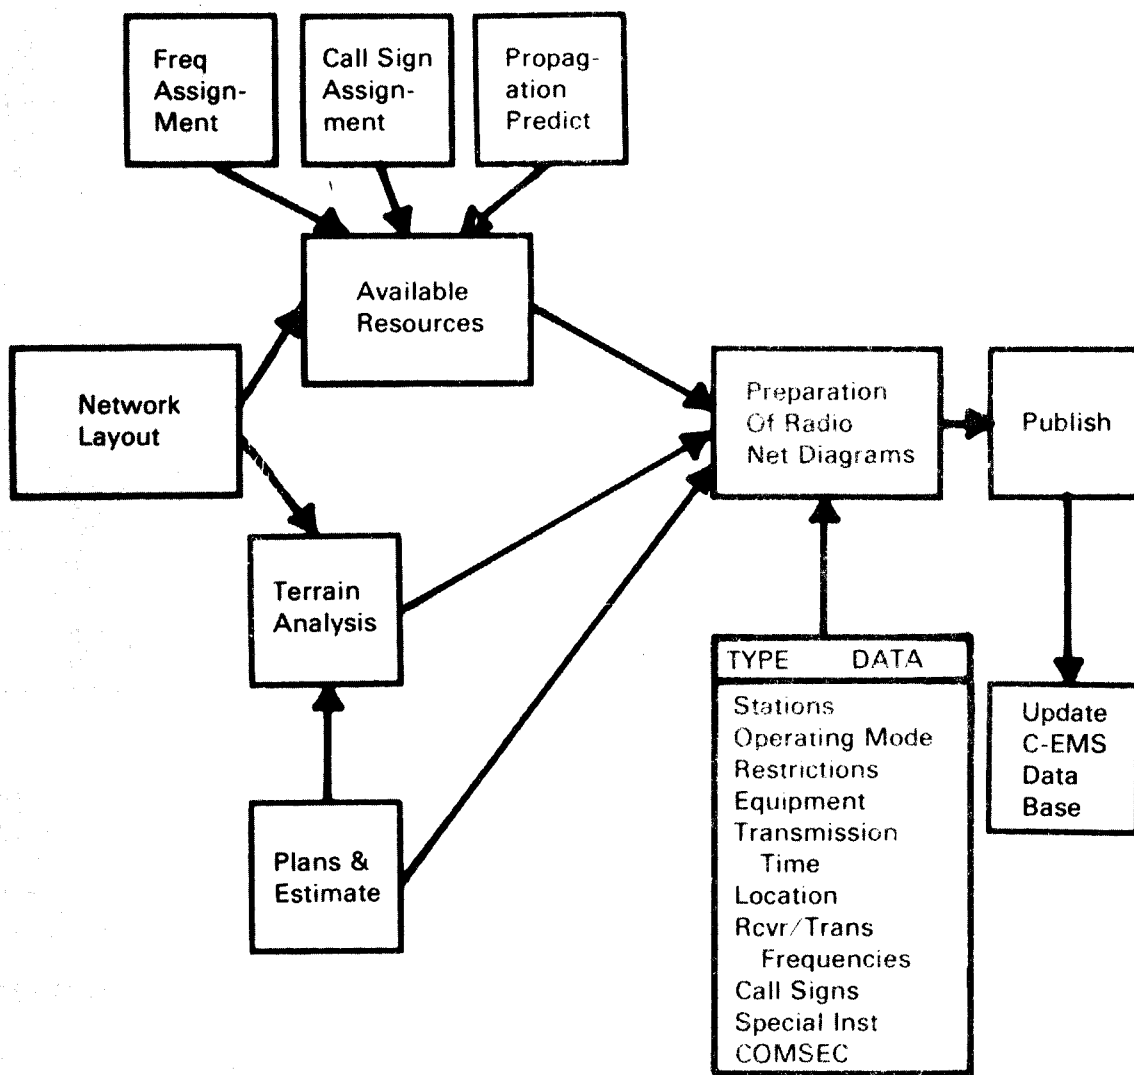 Freq
Assign-
Ment
Call Sign
Assign-
ment
Propag-
ation
Predict
Available
Resources
Network
Layout
Preparation
Of Radio
Net Diagrams
Publish
Terrain
Analysis
Plans &
Estimate
TYPE DATA
Stations
Operating Mode
Restrictions
Equipment
Transmission
Time
Location
Rcvr/Trans
Frequencies
Call Signs
Special Inst
COMSEC
Update
C-EMS
Data
Base